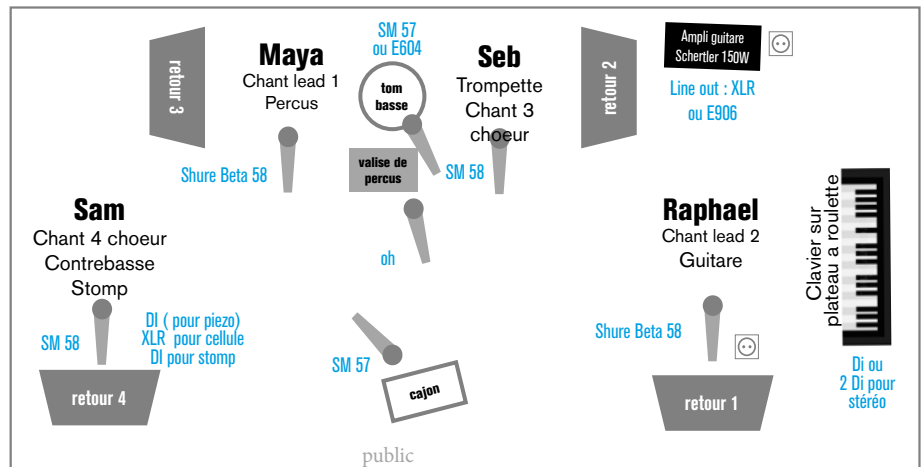 SM 57
ou E604
Maya
Chant lead 1
Percus
Seb
Trompette
Chant 3
choeur
Ampli guitare
Schertler 150W
retour 3
tom
basse
retour 2
Line out : XLR
ou E906
Shure Beta 58
valise de
percus
SM 58
Sam
Chant 4 choeur
Contrebasse
Stomp
Raphael
Chant lead 2
Guitare
Clavier sur
plateau a roulette
oh
SM 58
DI ( pour piezo)
XLR pour cellule
DI pour stomp
SM 57
Shure Beta 58
Di ou
2 Di pour
stéréo
retour 4
cajon
retour 1
public